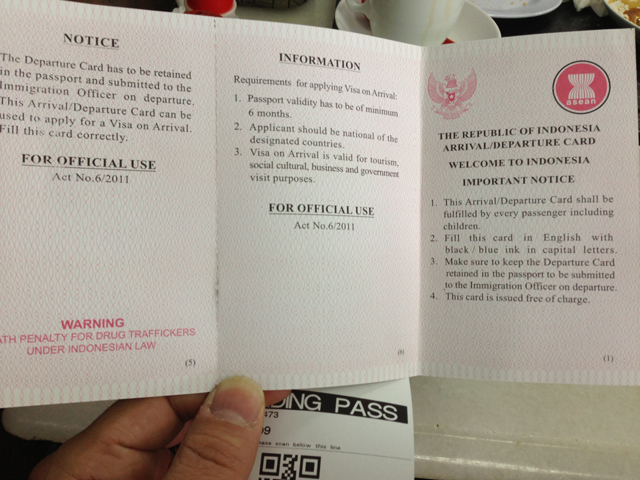 NOTICE
The Departure Card has to be retained
in the passport and submitted to the
Immigration Officer on departure.
This Arrival/Departure Card can be
used to apply for a Visa on Arrival.
Fill this card correctly.
FOR OFFICIAL USE
Act No.6/2011
WARNING
ATH PENALTY FOR DRUG TRAFFICKERS
UNDER INDONESIAN LAW
(5)
INFORMATION
Requirements for applying Visa on Arrival:
1. Passport validity has to be of minimum
6 months.
2. Applicant should be national of the
designated countries.
3. Visa on Arrival is valid for tourism,
social cultural, business and government
visit purposes.
FOR OFFICIAL USE
Act No.6/2011
(6)
asean
THE REPUBLIC OF INDONESIA
ARRIVAL/DEPARTURE CARD
WELCOME TO INDONESIA
IMPORTANT NOTICE
1. This Arrival/Departure Card shall be
fulfilled by every passenger including
children.
2. Fill this card in English with
black/blue ink in capital letters.
3. Make sure to keep the Departure Card
retained in the passport to be submitted
to the Immigration Officer on departure.
4. This card is issued free of charge.
(1)
DING PASS
473
09
ease scan below this line